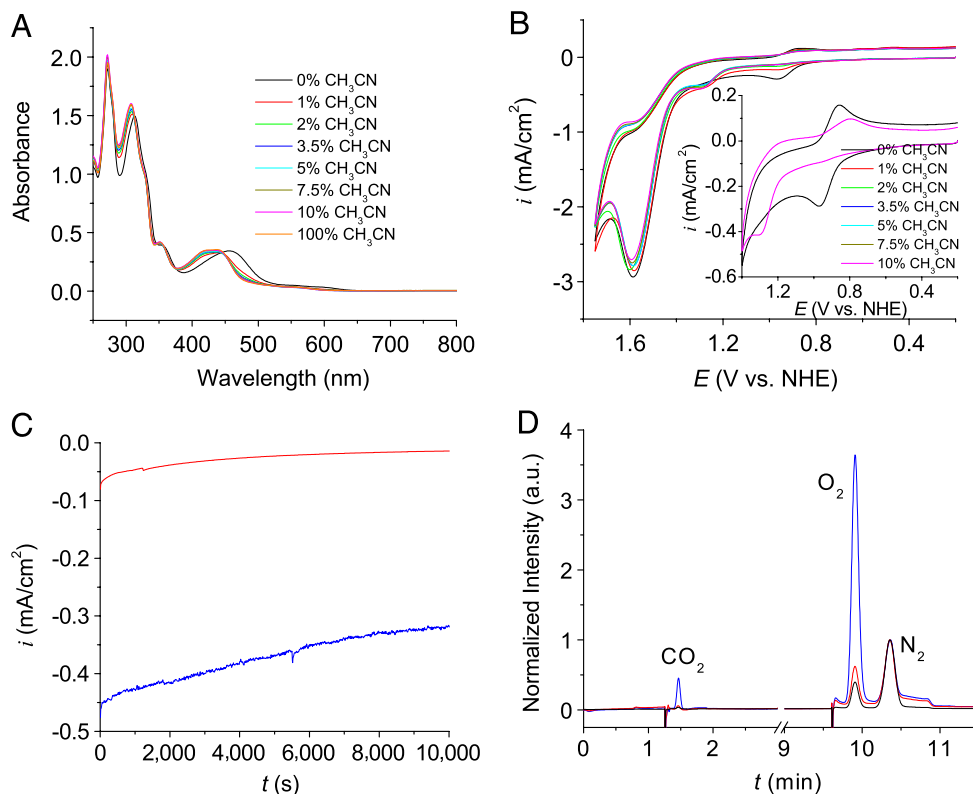 A
2.0
1.5
1.0
0.5
0.0
Absorbance
0% CH₃CN
1% CH₃CN
2% CH₃CN
3.5% CH₃CN
5% CH₃CN
7.5% CH₃CN
10% CH₃CN
100% CH₃CN
300 400 500 600 700 800
Wavelength (nm)
B
0
-1
-2
-3
i (mA/cm²)
0.2
0.0
-0.2
-0.4
-0.6
i (mA/cm²)
0% CH₃CN
1% CH₃CN
2% CH₃CN
3.5% CH₃CN
5% CH₃CN
7.5% CH₃CN
10% CH₃CN
1.2 0.8 0.4
E (V vs. NHE)
1.6 1.2 0.8 0.4
E (V vs. NHE)
C
0.0
-0.1
-0.2
-0.3
-0.4
-0.5
i (mA/cm²)
0 2,000 4,000 6,000 8,000 10,000
t (s)
D
4
3
2
1
0
Normalized Intensity (a.u.)
CO₂
O₂
N₂
0 1 2 9 10 11
t (min)